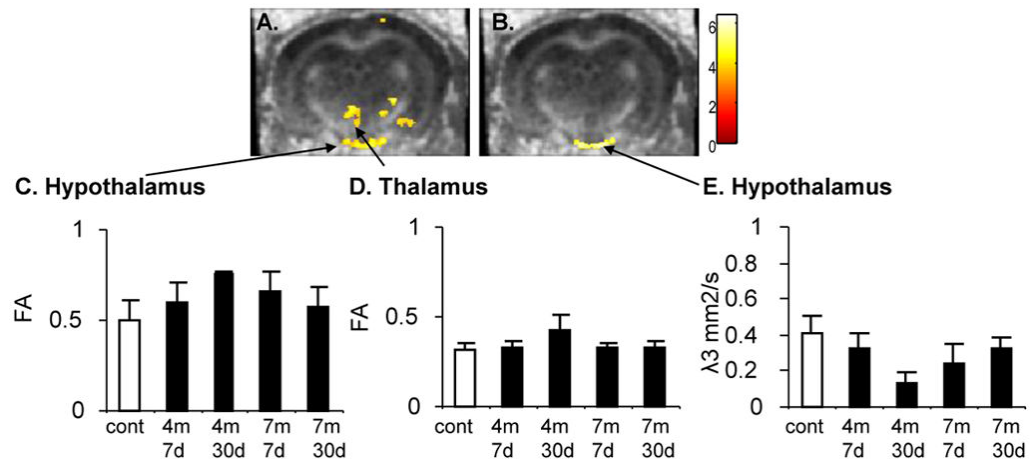 A.
B.
6
4
2
0
C. Hypothalamus
D. Thalamus
E. Hypothalamus
FA
1
0.5
0
cont
4m 7d
4m 30d
7m 7d
7m 30d
FA
1
0.5
0
cont
4m 7d
4m 30d
7m 7d
7m 30d
λ3 mm2/s
1
0.8
0.6
0.4
0.2
0
cont
4m 7d
4m 30d
7m 7d
7m 30d